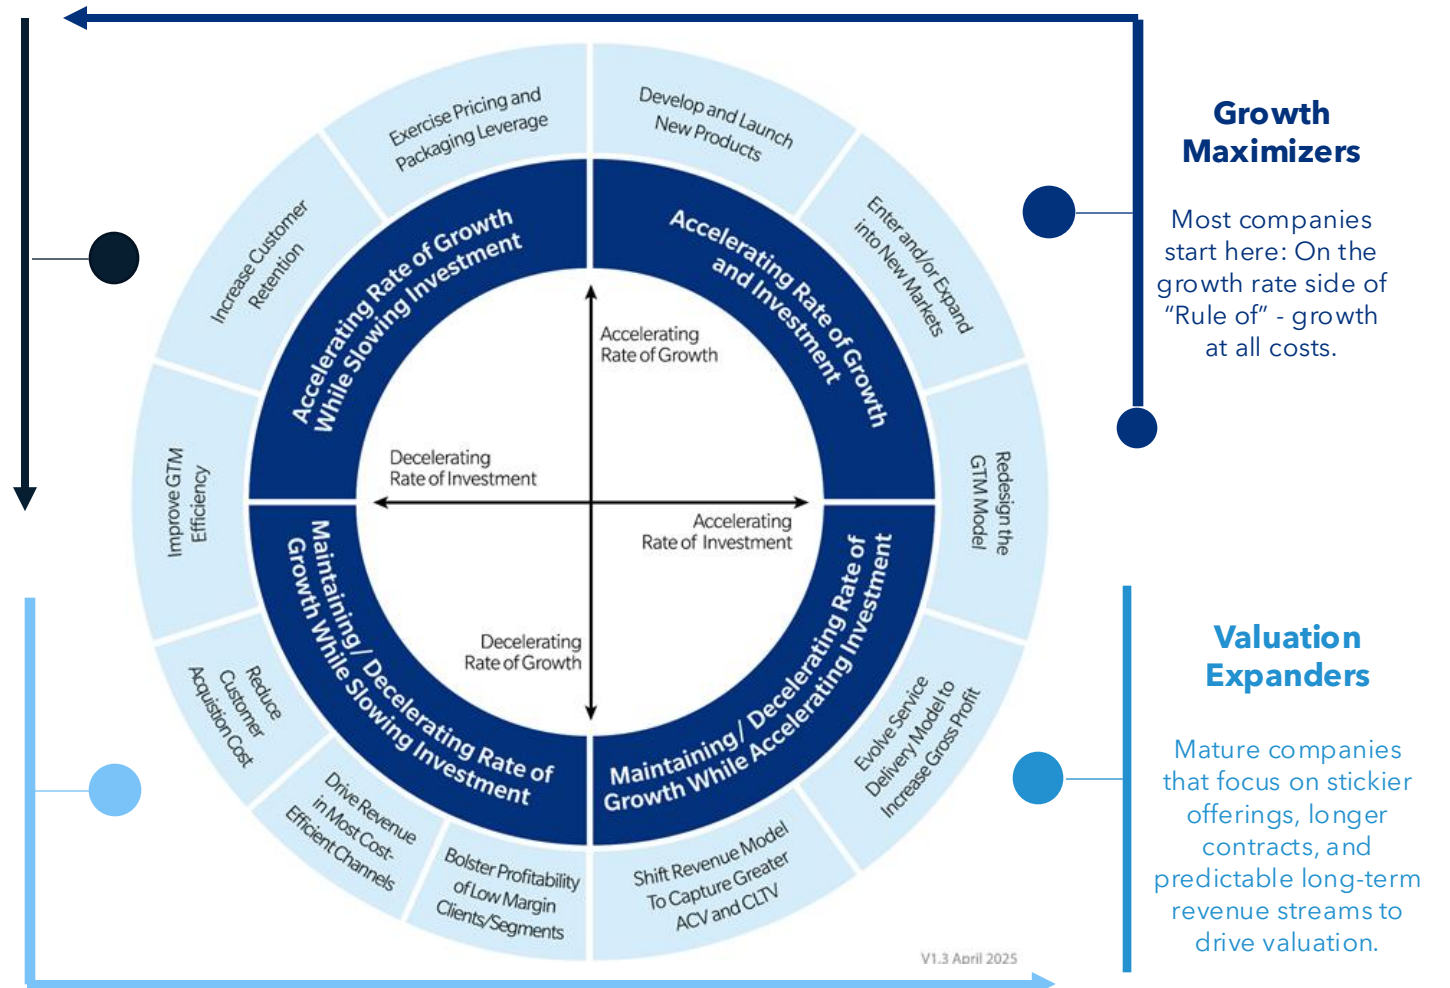 Exercise Pricing and
Packaging Leverage
Develop and Launch
New Products
Increase Customer
Retention
Enter and/or Expand
into New Markets
Improve GTM
Efficiency
Redesign the
GTM Model
Reduce
Customer
Acquistion Cost
Drive Revenue
in Most Cost-
Efficient Channels
Bolster Profitability
of Low Margin
Clients/Segments
Shift Revenue Model
To Capture Greater
ACV and CLTV
Evolve Service
Delivery Model to
Increase Gross Profit
Accelerating Rate of Growth
While Slowing Investment
Accelerating Rate of Growth
and Investment
Maintaining/ Decelerating Rate of
Growth While Slowing Investment
Maintaining/ Decelerating Rate of
Growth While Accelerating Investment
Accelerating
Rate of Growth
Decelerating
Rate of Investment
Accelerating
Rate of Investment
Decelerating
Rate of Growth
Growth
Maximizers
Most companies
start here: On the
growth rate side of
“Rule of” - growth
at all costs.
Valuation
Expanders
Mature companies
that focus on stickier
offerings, longer
contracts, and
predictable long-term
revenue streams to
drive valuation.
V1.3 April 2025